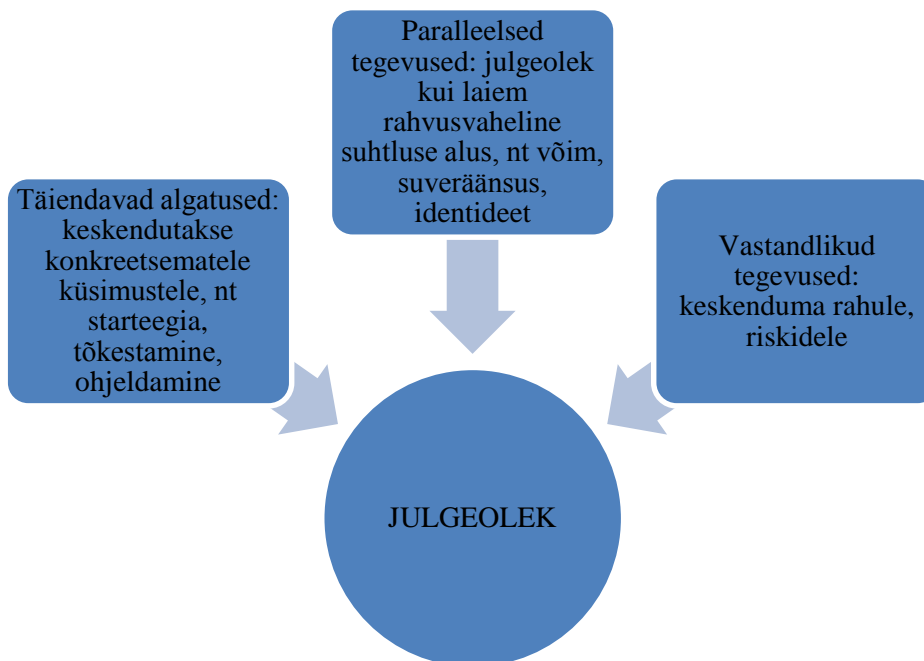 Täiendavad algatused:
keskendutakse
konkreetsematele
küsimustele, nt
starteegia,
tõkestamine,
ohjeldamine
Paralleelsed
tegevused: julgeolek
kui laiem
rahvusvaheline
suhtluse alus, nt võim,
suveräänsus,
identideet
Vastandlikud
tegevused:
keskenduma rahule,
riskidele
JULGEOLEK